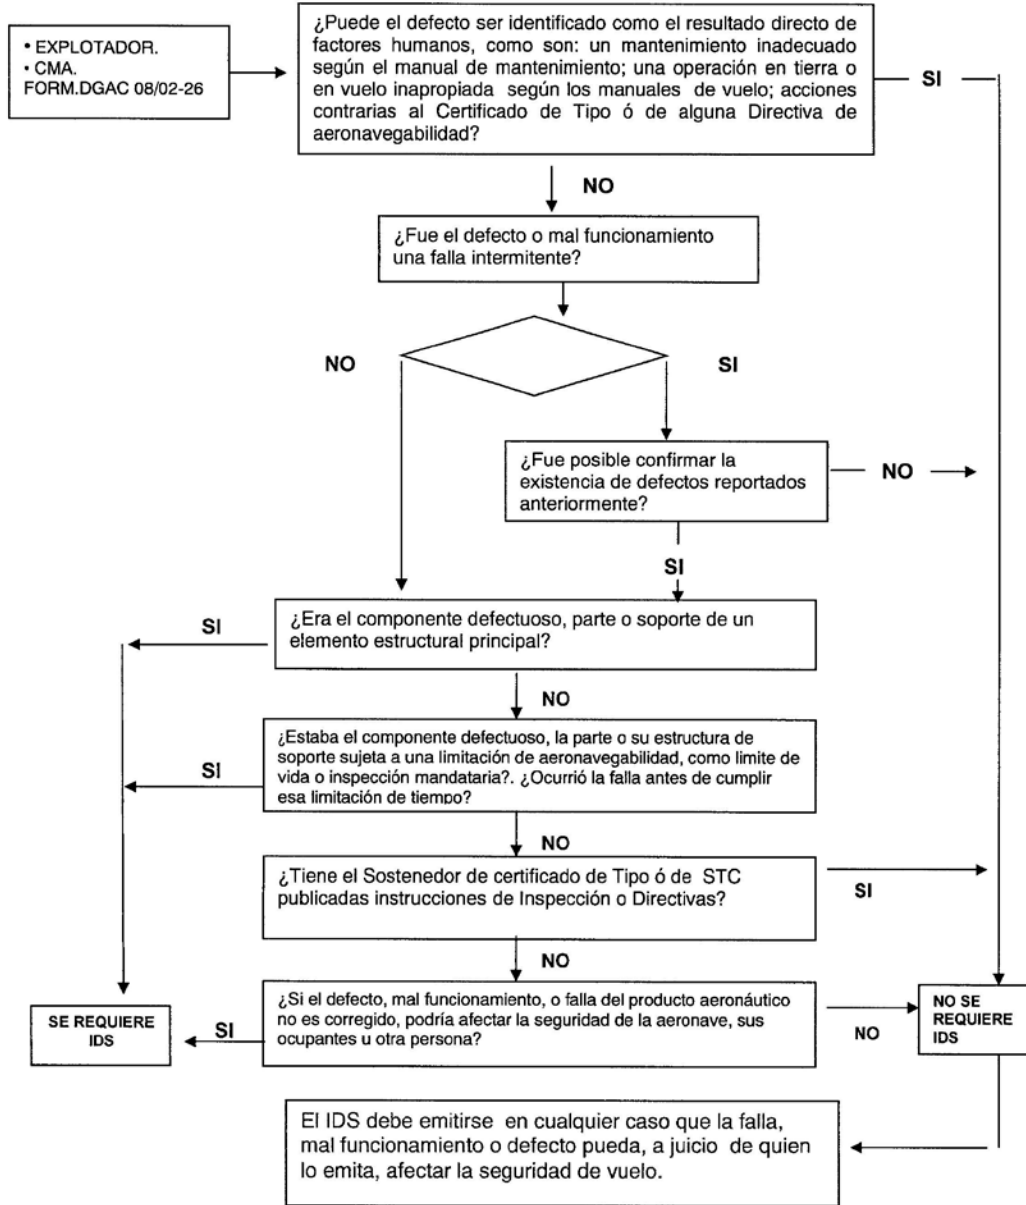 • EXPLOTADOR.
• CMA.
FORM.DGAC 08/02-26
¿Puede el defecto ser identificado como el resultado directo de
factores humanos, como son: un mantenimiento inadecuado
según el manual de mantenimiento; una operación en tierra o
en vuelo inapropiada según los manuales de vuelo; acciones
contrarias al Certificado de Tipo ó de alguna Directiva de
aeronavegabilidad?
SI
NO
¿Fue el defecto o mal funcionamiento
una falla intermitente?
NO
SI
¿Fue posible confirmar la
existencia de defectos reportados
anteriormente?
NO
SI
¿Era el componente defectuoso, parte o soporte de un
elemento estructural principal?
SI
NO
¿Estaba el componente defectuoso, la parte o su estructura de
soporte sujeta a una limitación de aeronavegabilidad, como limite de
vida o inspección mandataria?. ¿Ocurrió la falla antes de cumplir
esa limitación de tiempo?
SI
NO
¿Tiene el Sostenedor de certificado de Tipo ó de STC
publicadas instrucciones de Inspección o Directivas?
SI
NO
¿Si el defecto, mal funcionamiento, o falla del producto aeronáutico
no es corregido, podría afectar la seguridad de la aeronave, sus
ocupantes u otra persona?
SI
NO
SE REQUIERE
IDS
NO SE
REQUIERE
IDS
El IDS debe emitirse en cualquier caso que la falla,
mal funcionamiento o defecto pueda, a juicio de quien
lo emita, afectar la seguridad de vuelo.